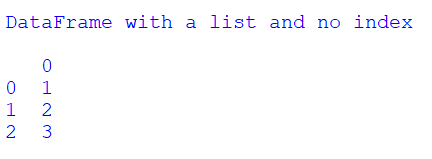 DataFrame with a list and no index
   0
0  1
1  2
2  3